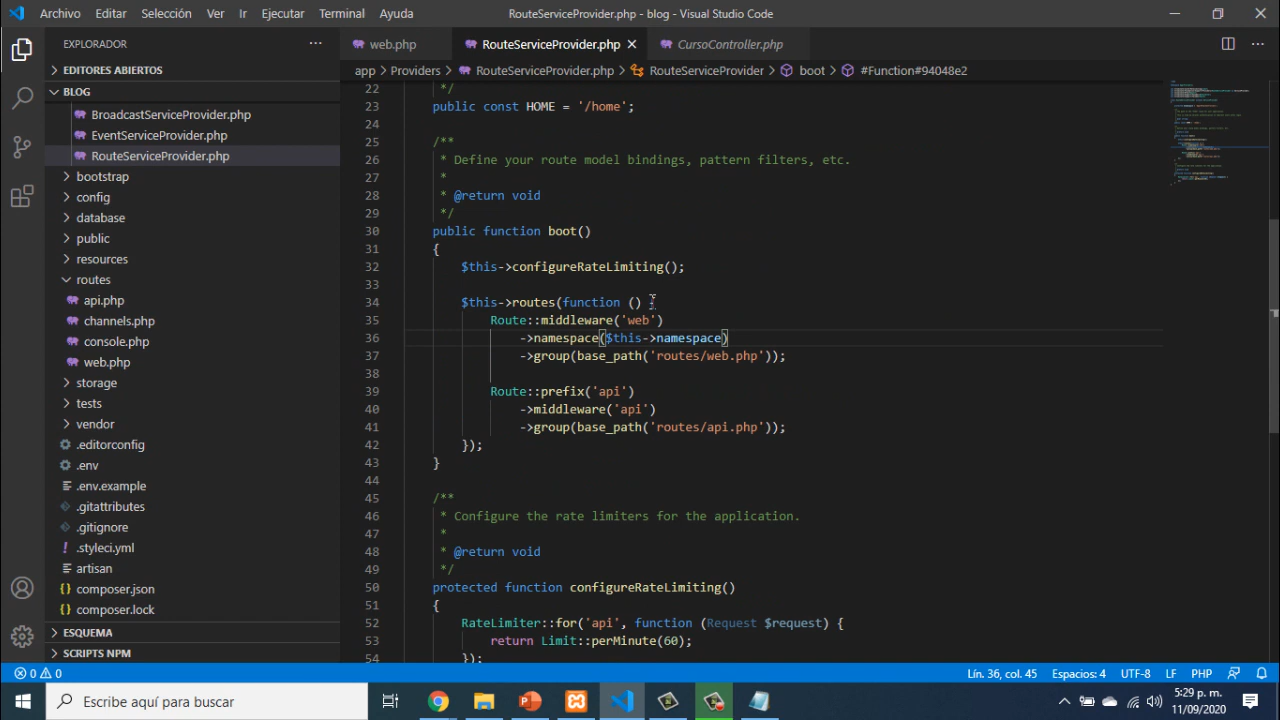 Archivo Editar Selección Ver Ir Ejecutar Terminal Ayuda RouteServiceProvider.php - blog - Visual Studio Code
EXPLORADOR
EDITORES ABIERTOS
BLOG
BroadcastServiceProvider.php
EventServiceProvider.php
RouteServiceProvider.php
bootstrap
config
database
public
resources
routes
api.php
channels.php
console.php
web.php
storage
tests
vendor
.editorconfig
.env
.env.example
.gitattributes
.gitignore
.styleci.yml
artisan
composer.json
composer.lock
ESQUEMA
SCRIPTS NPM
web.php RouteServiceProvider.php CursoController.php
app Providers RouteServiceProvider.php RouteServiceProvider boot #Function#94048e2
22 */
23 public const HOME = '/home';
24
25 /**
26 * Define your route model bindings, pattern filters, etc.
27 *
28 * @return void
29 */
30 public function boot()
31 {
32 $this->configureRateLimiting();
33
34 $this->routes(function ()
35 Route::middleware('web')
36 ->namespace($this->namespace)
37 ->group(base_path('routes/web.php'));
38
39 Route::prefix('api')
40 ->middleware('api')
41 ->group(base_path('routes/api.php'));
42 });
43 }
44
45 /**
46 * Configure the rate limiters for the application.
47 *
48 * @return void
49 */
50 protected function configureRateLimiting()
51 {
52 RateLimiter::for('api', function (Request $request) {
53 return Limit::perMinute(60);
54 });
0 0 Lín. 36, col. 45 Espacios: 4 UTF-8 LF PHP
Escribe aquí para buscar
5:29 p. m.
11/09/2020